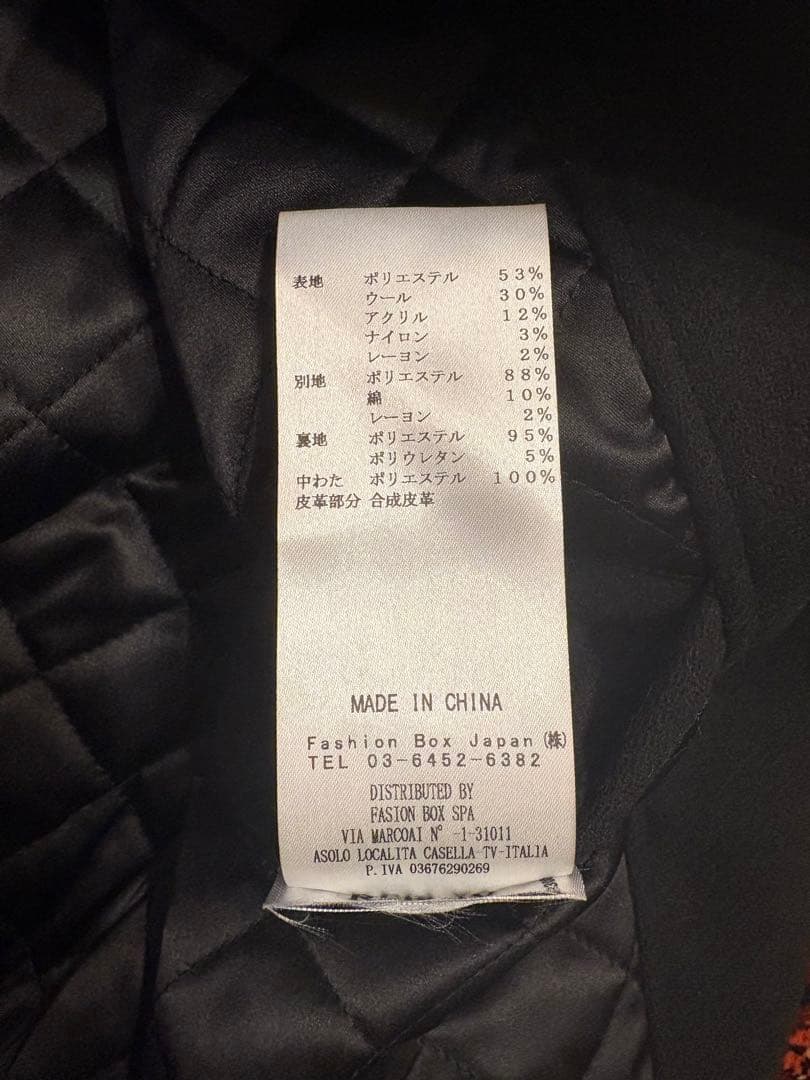 表地 ポリエステル 53%
ウール 30%
アクリル 12%
ナイロン 3%
レーヨン 2%
別地 ポリエステル 88%
綿 10%
レーヨン 2%
裏地 ポリエステル 95%
ポリウレタン 5%
中わた ポリエステル 100%
皮革部分 合成皮革
MADE IN CHINA
Fashion Box Japan(株)
TEL 03-6452-6382
DISTRIBUTED BY
FASION BOX SPA
VIA MARCOAI N° -1-31011
ASOLO LOCALITA CASELLA-TV-ITALIA
P.IVA 03676290269